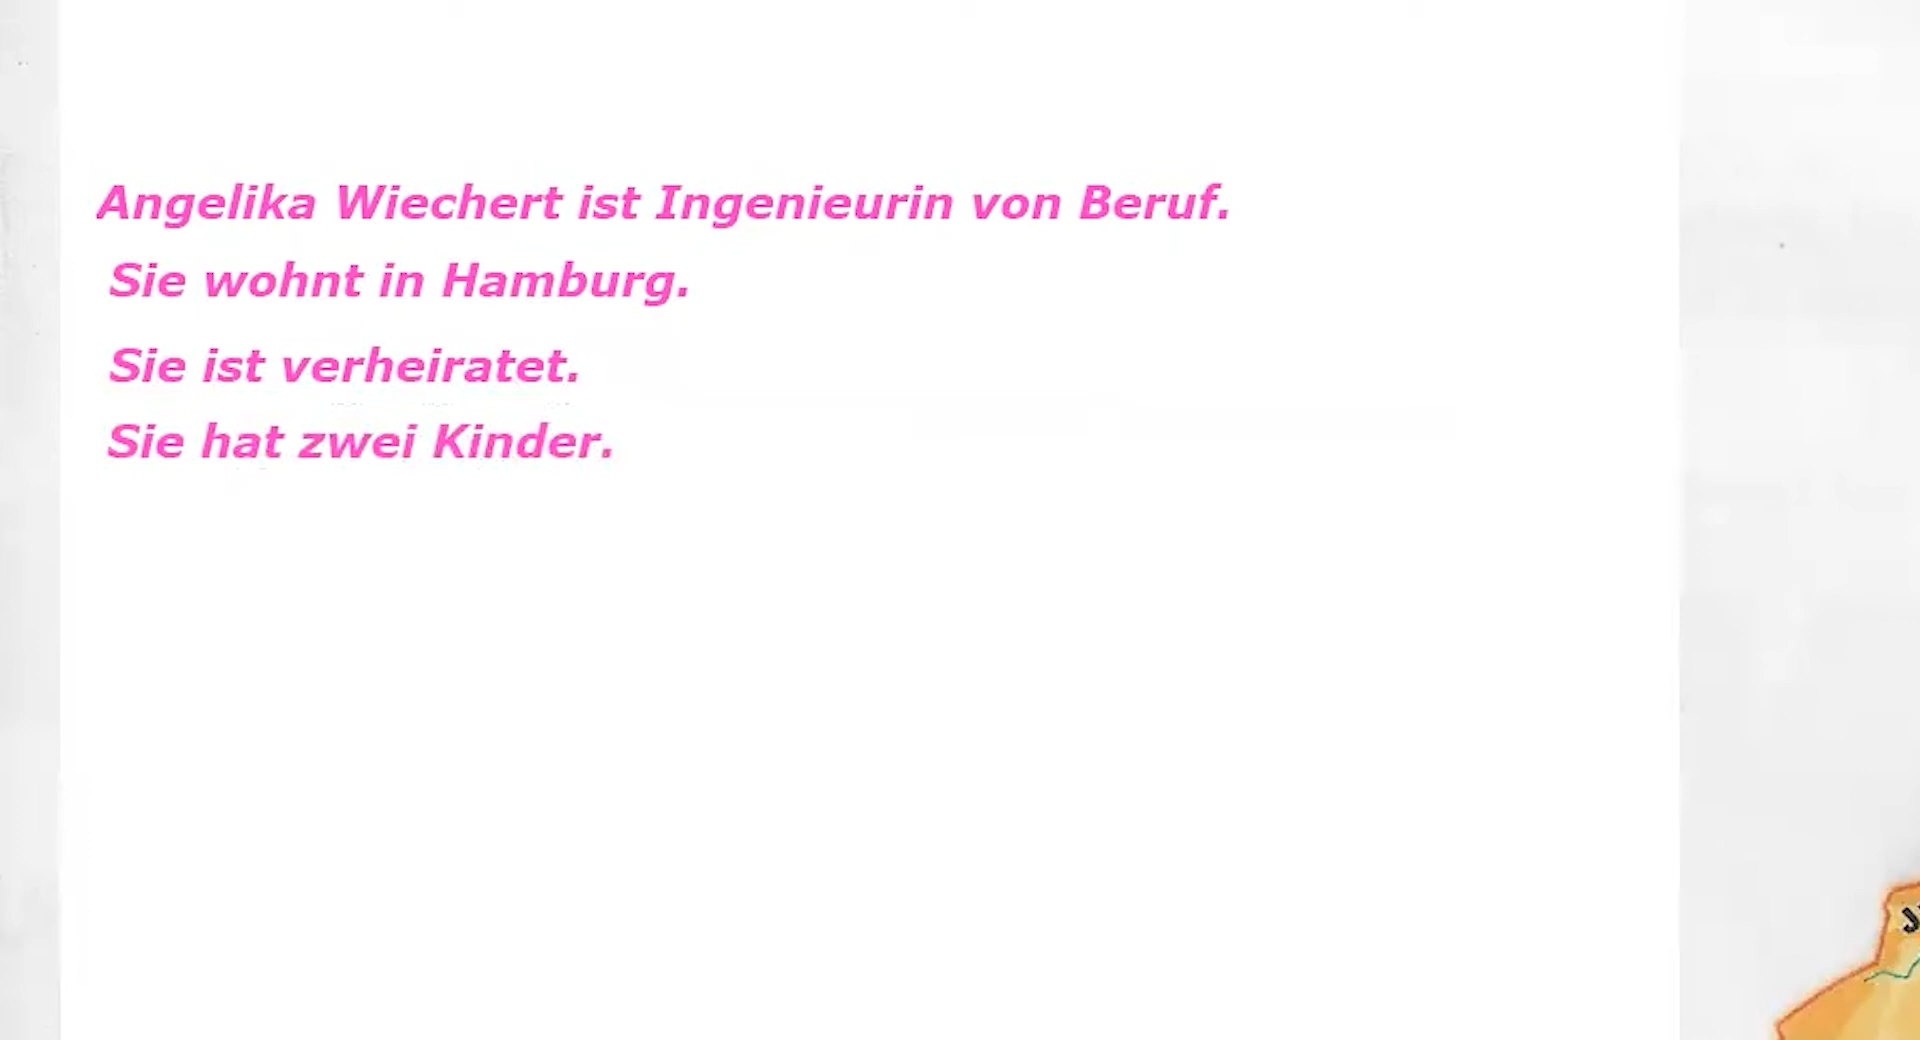 Angelika Wiechert ist Ingenieurin von Beruf.
Sie wohnt in Hamburg.
Sie ist verheiratet.
Sie hat zwei Kinder.